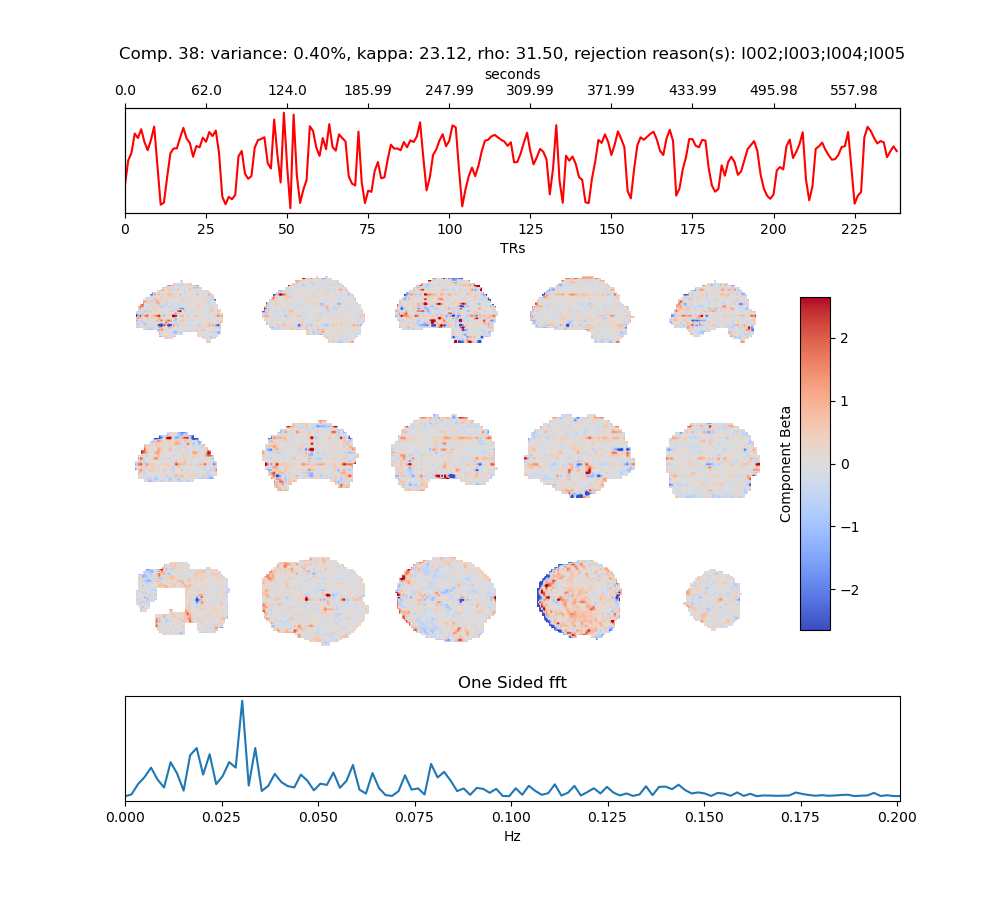 Comp. 38: variance: 0.40%, kappa: 23.12, rho: 31.50, rejection reason(s): I002;I003;I004;I005
seconds
0.0 62.0 124.0 185.99 247.99 309.99 371.99 433.99 495.98 557.98
0 25 50 75 100 125 150 175 200 225
TRs
2
1
0
−1
−2
Component Beta
One Sided fft
0.000 0.025 0.050 0.075 0.100 0.125 0.150 0.175 0.200
Hz